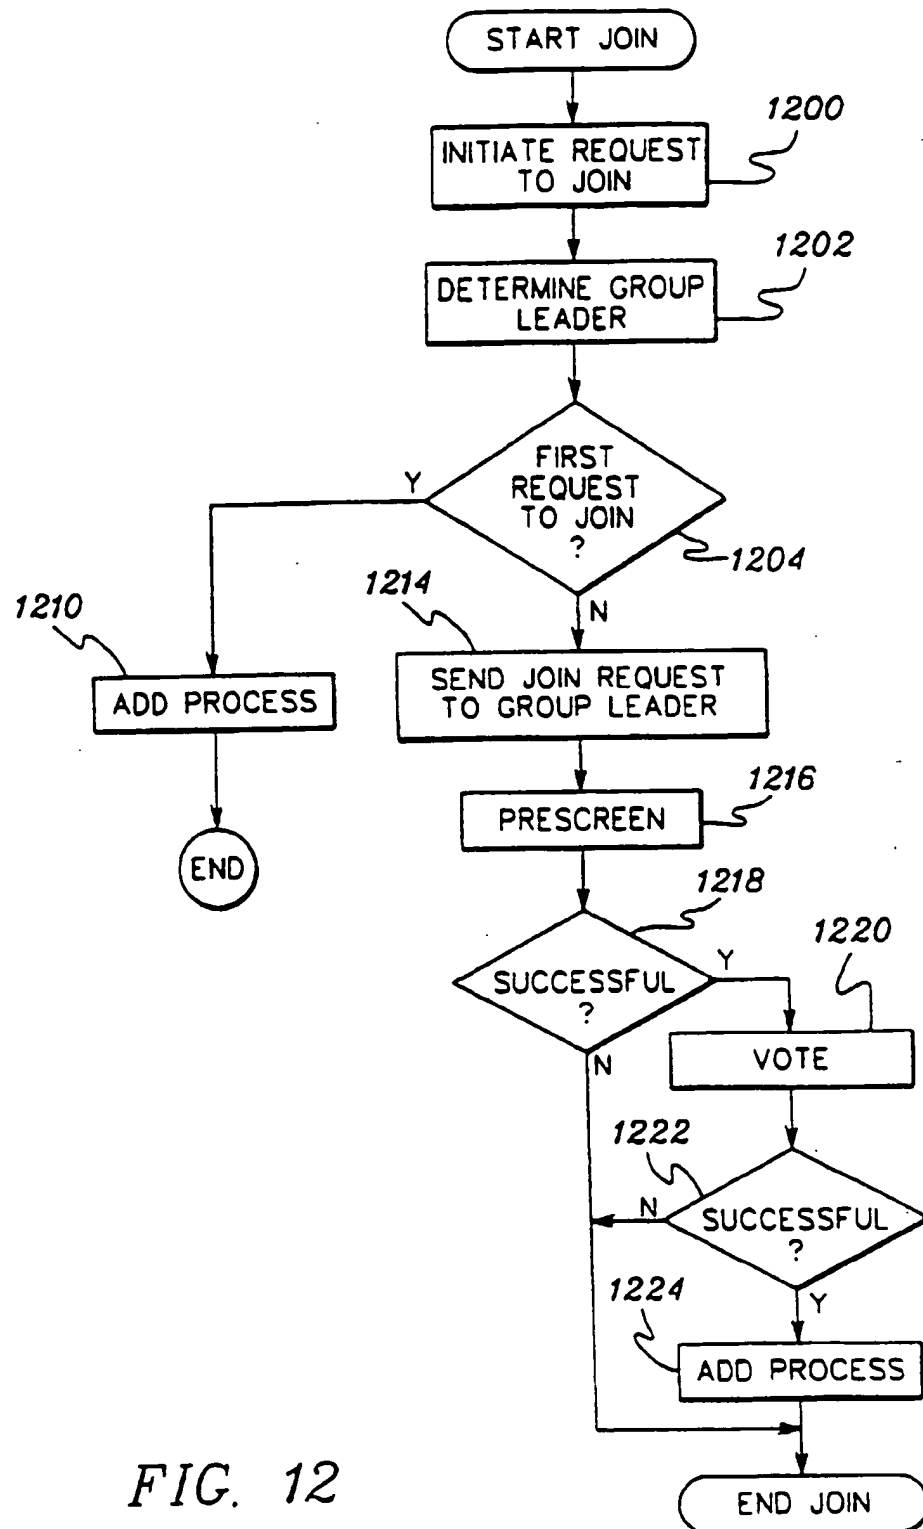 START JOIN
1200
INITIATE REQUEST
TO JOIN
1202
DETERMINE GROUP
LEADER
FIRST
REQUEST
TO JOIN
?
Y
1204
N
1210
ADD PROCESS
END
1214
SEND JOIN REQUEST
TO GROUP LEADER
1216
PRESCREEN
1218
SUCCESSFUL
?
Y
N
1220
VOTE
1222
SUCCESSFUL
?
N
Y
1224
ADD PROCESS
END JOIN
FIG. 12